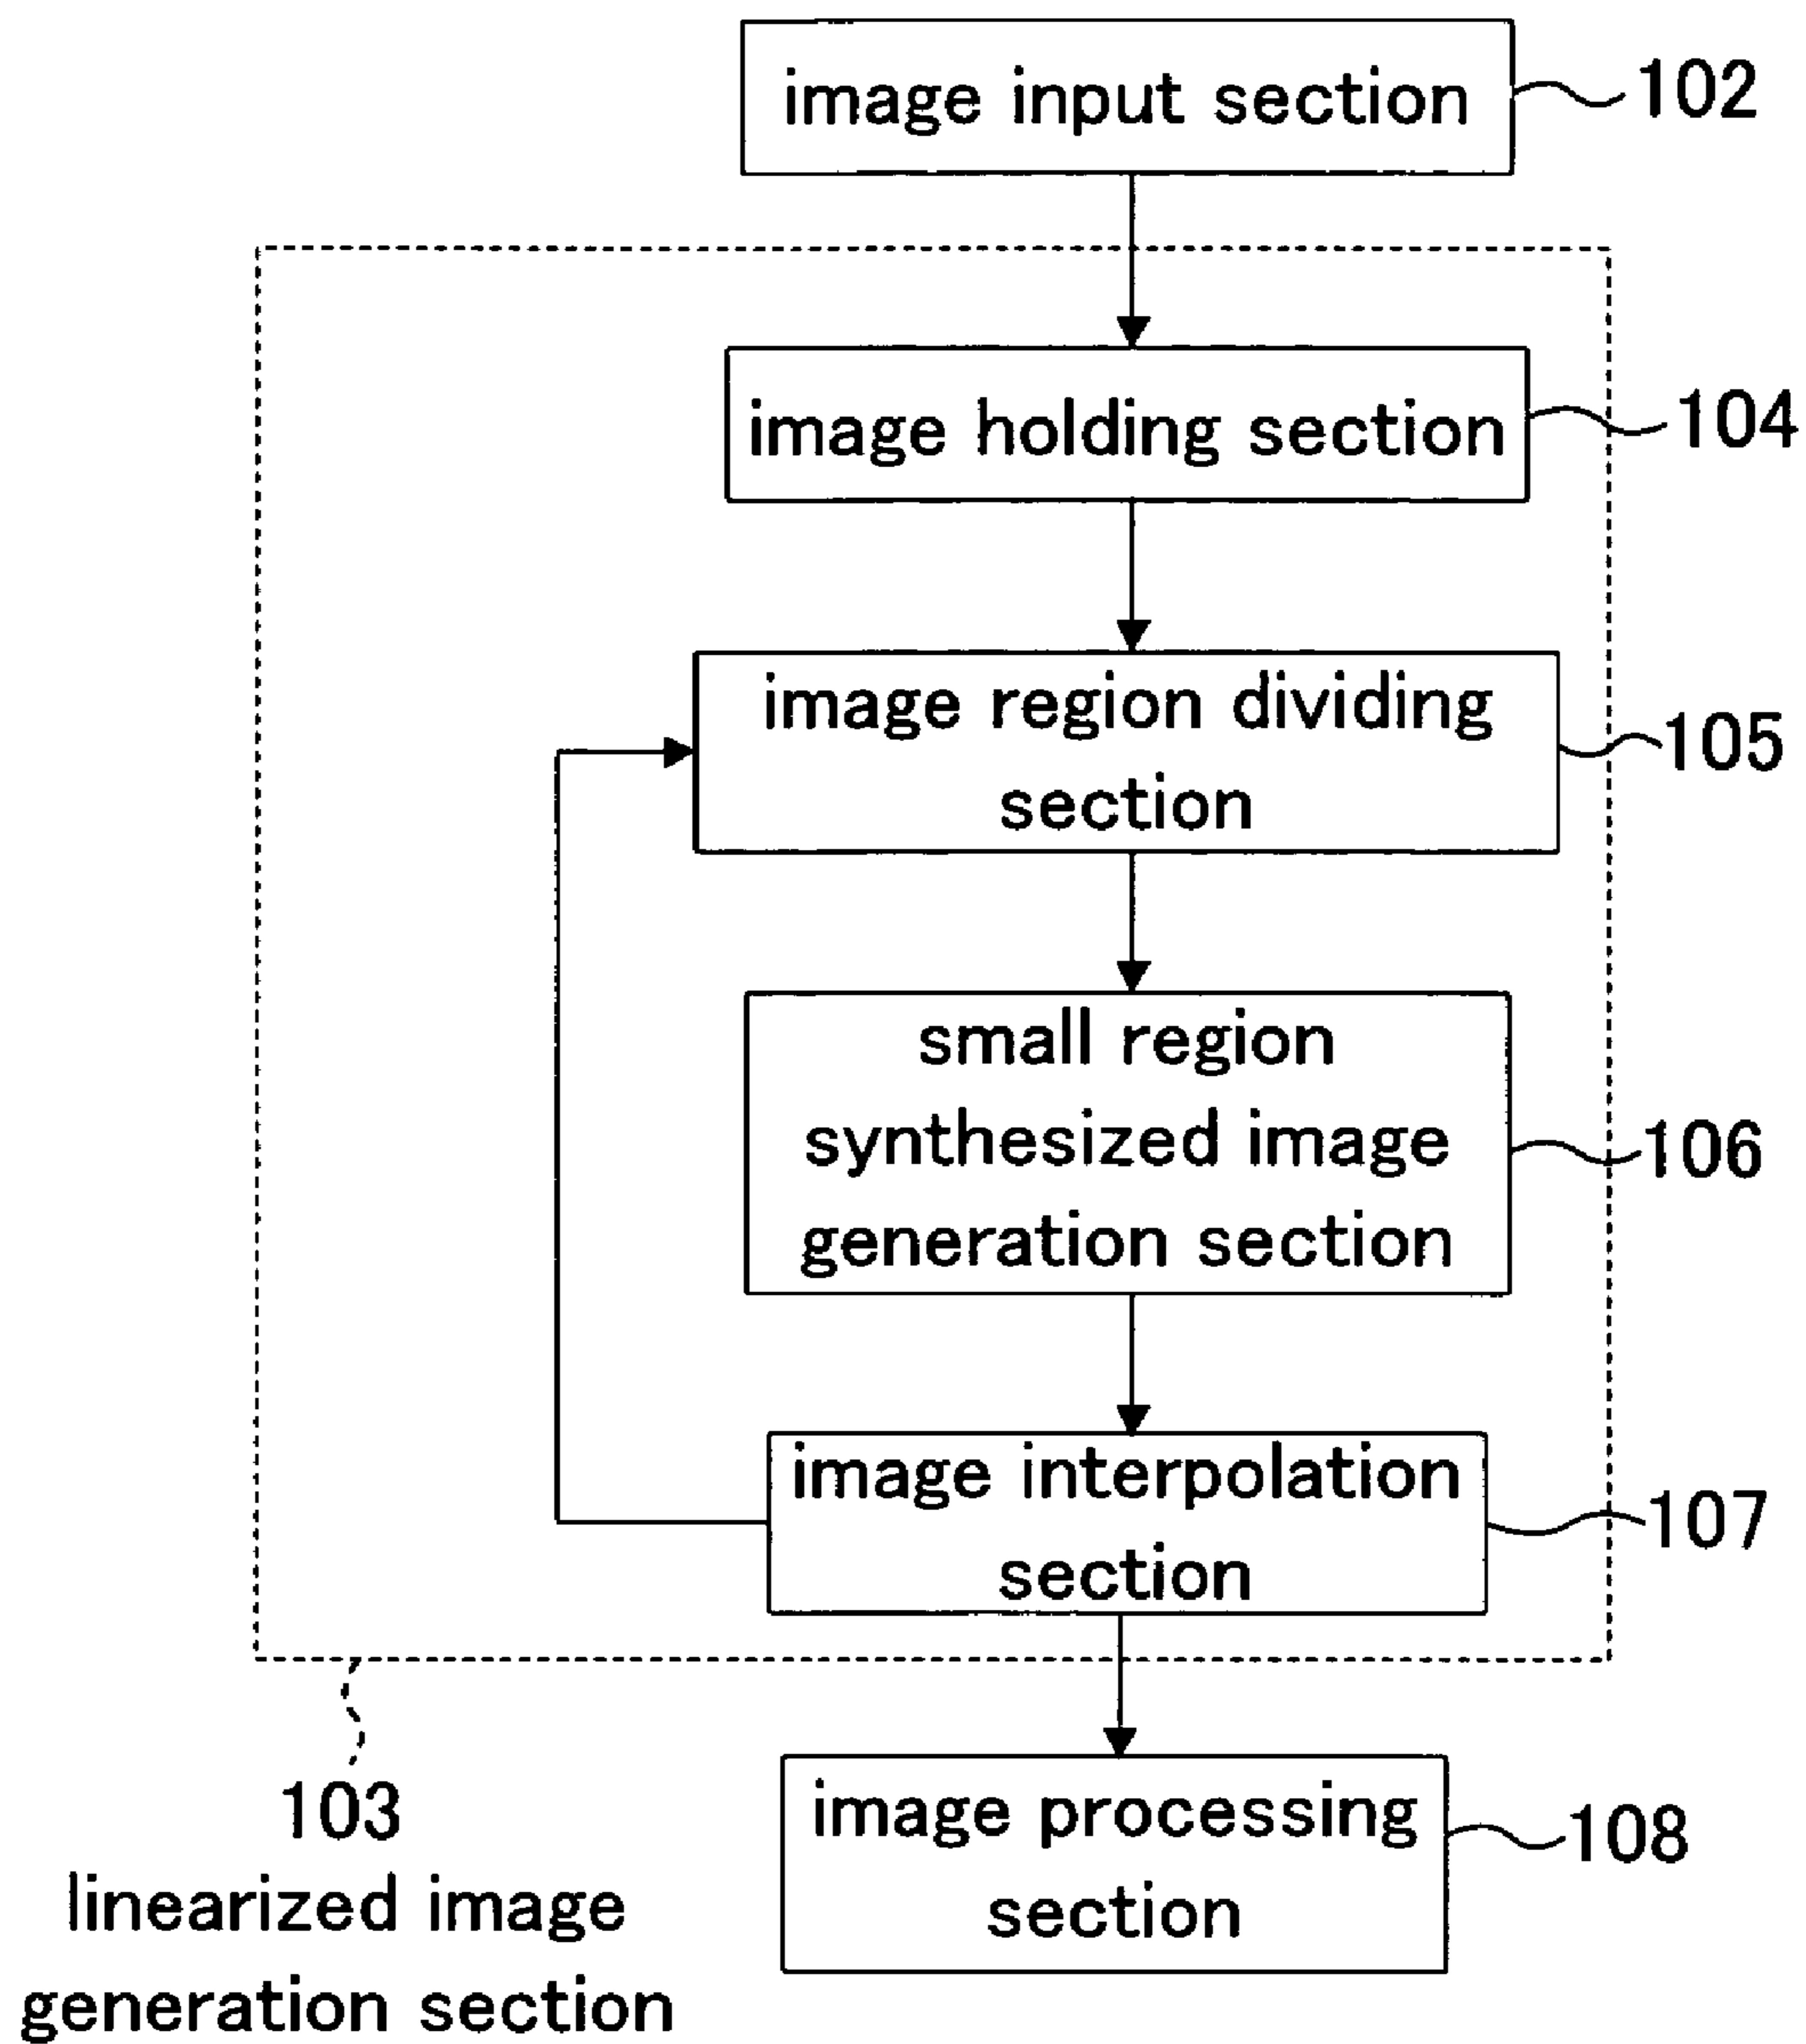 image input section
102
image holding section
104
image region dividing
section
105
small region
synthesized image
generation section
106
image interpolation
section
107
image processing
section
108
103
linearized image
generation section